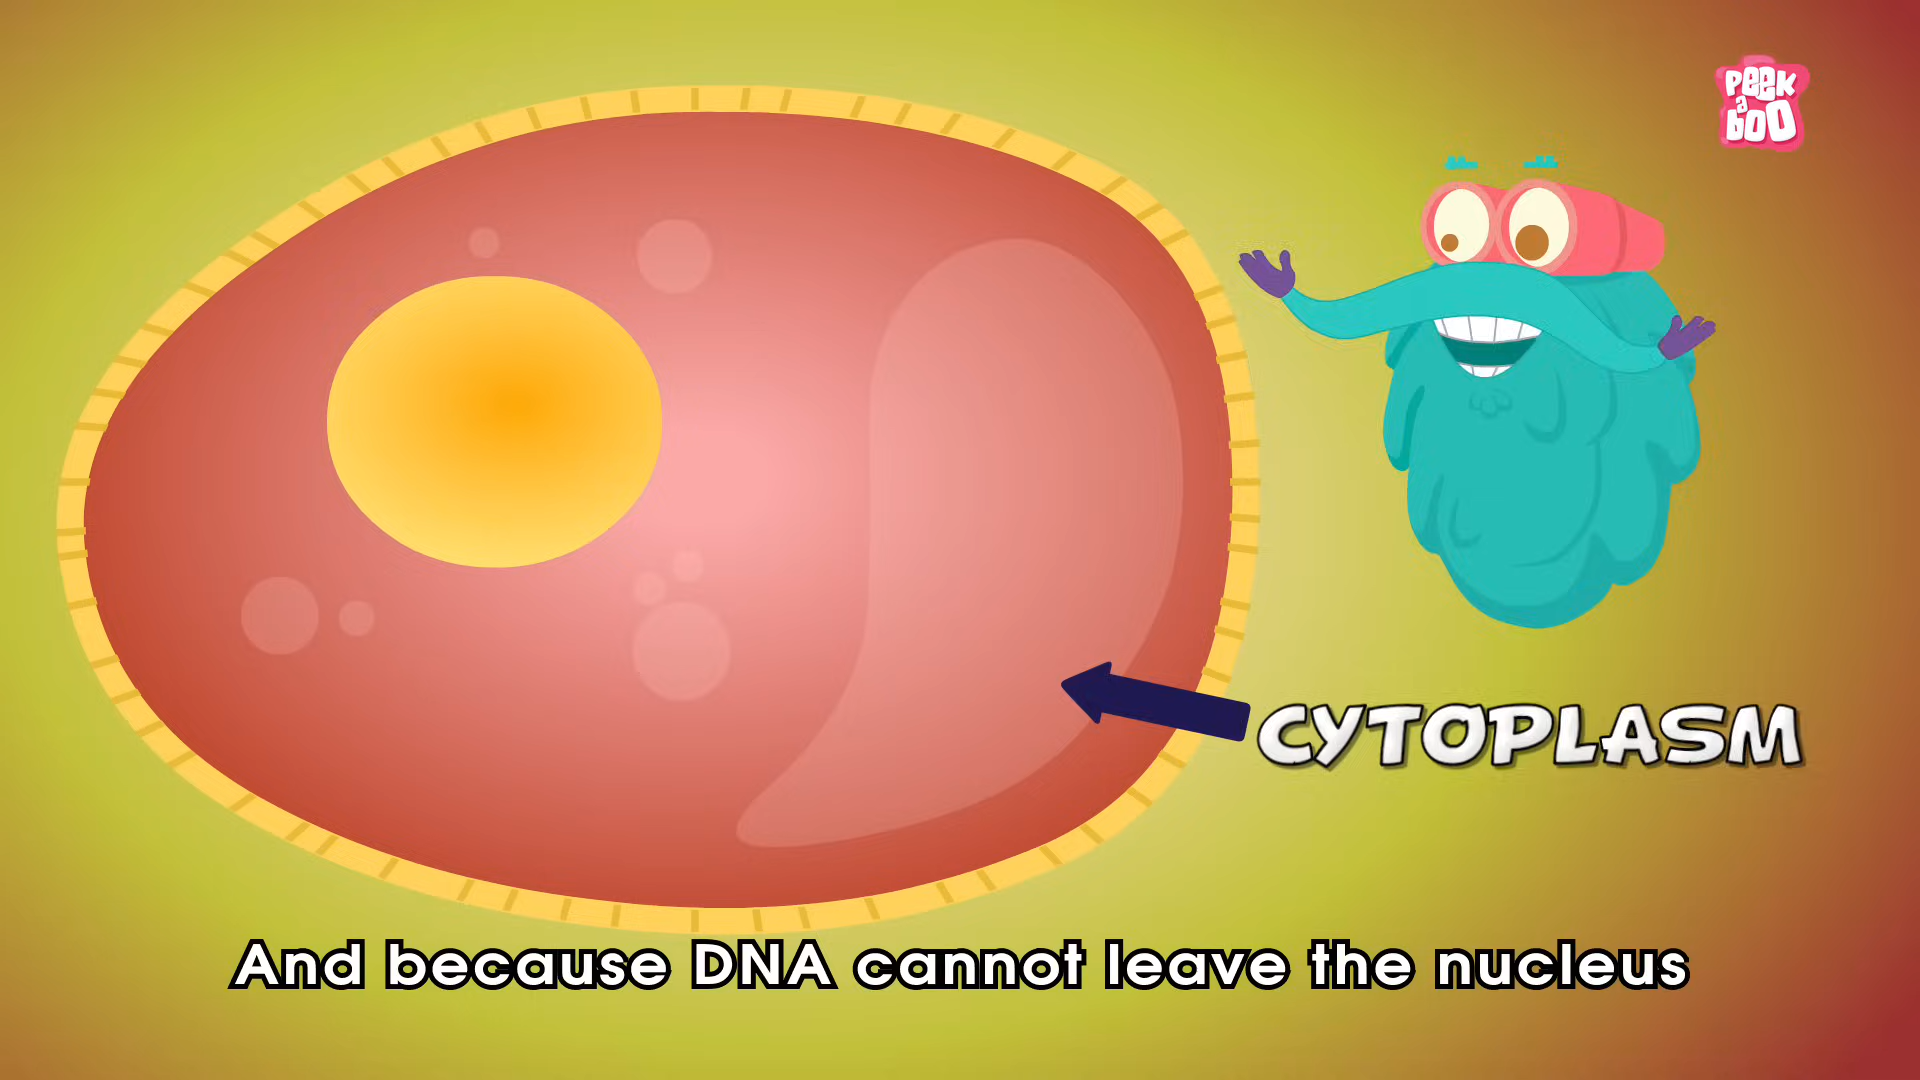 PEEK
a
boo
CYTOPLASM
And because DNA cannot leave the nucleus